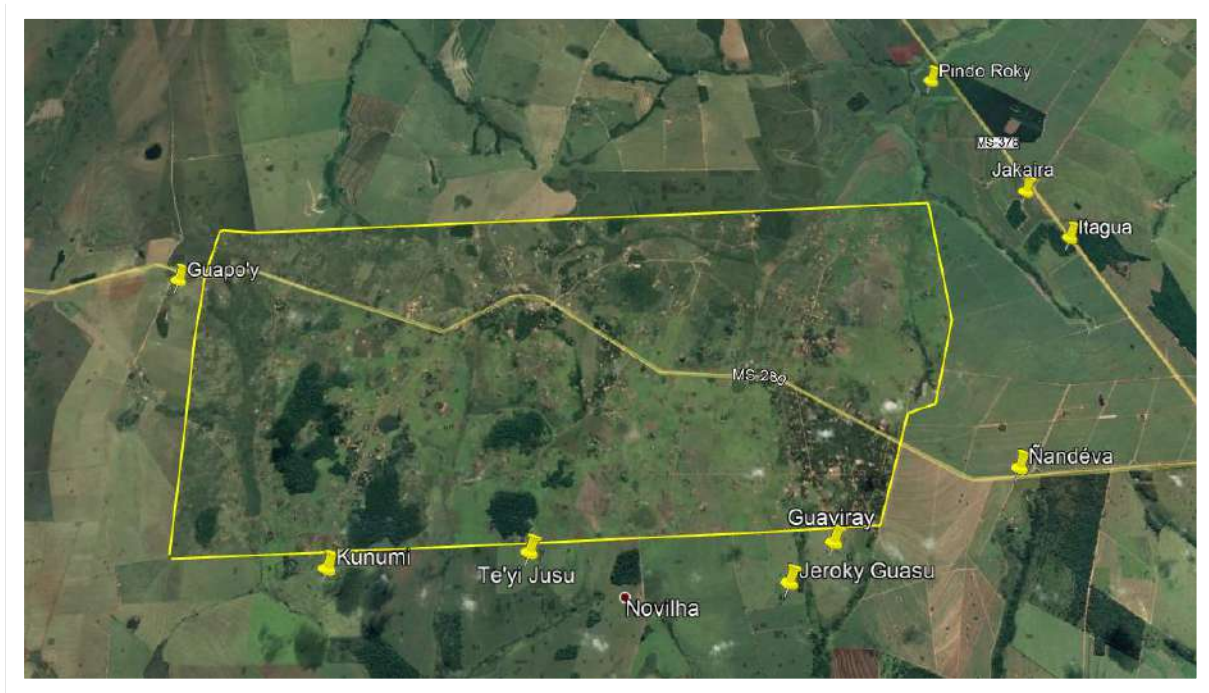 Pindo Roky
MS-378
Jakaira
Itagua
Guapo'y
MS-280
Ñandéva
Guaviray
Kunumi
Te'yi Jusu
Jeroky Guasu
Novilha